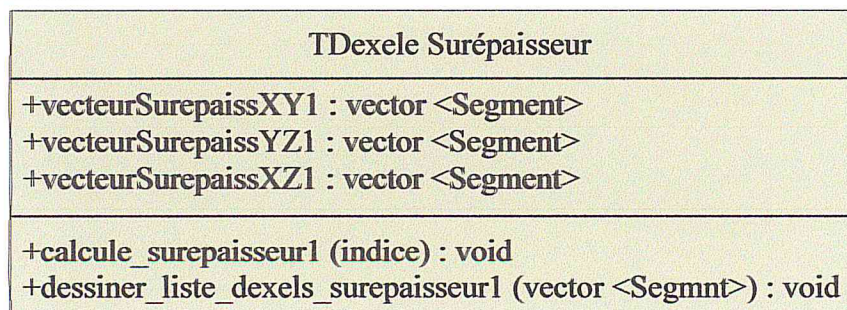 TDexele Surépaisseur
+vecteurSurepaissXY1 : vector <Segment>
+vecteurSurepaissYZ1 : vector <Segment>
+vecteurSurepaissXZ1 : vector <Segment>
+calcule_surepaisseur1 (indice) : void
+dessiner_liste_dexels_surepaisseur1 (vector <Segmnt>) : void